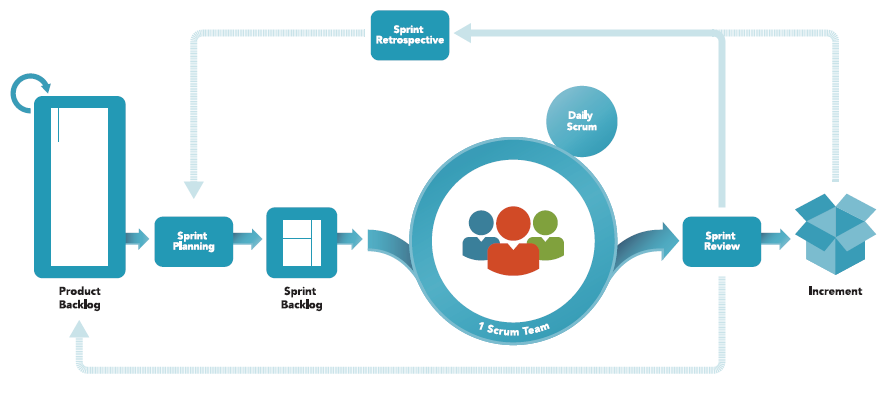 Sprint
Retrospective
Daily
Scrum
Sprint
Planning
Sprint
Review
Product
Backlog
Sprint
Backlog
1 Scrum Team
Increment